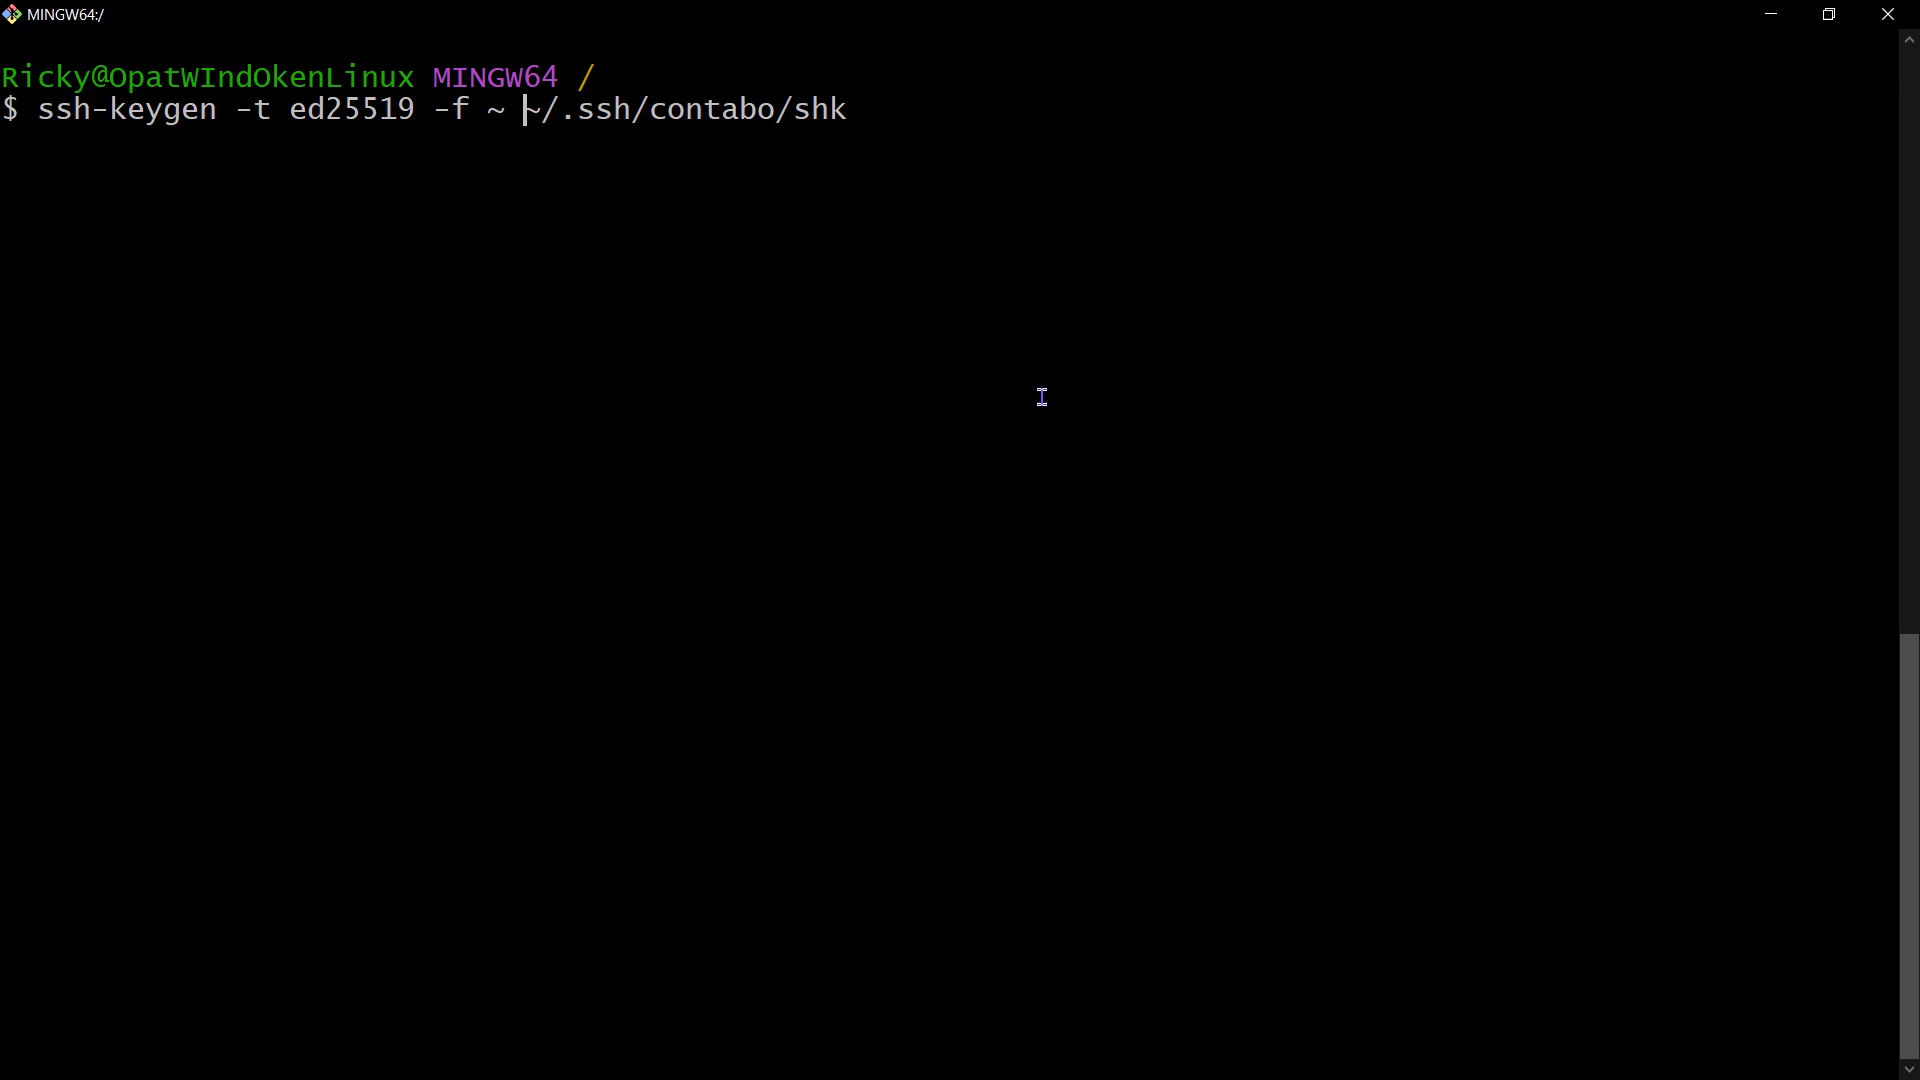 MINGW64:/
Ricky@OpatWIndOkenLinux MINGW64 /
$ ssh-keygen -t ed25519 -f ~ ~/.ssh/contabo/shk